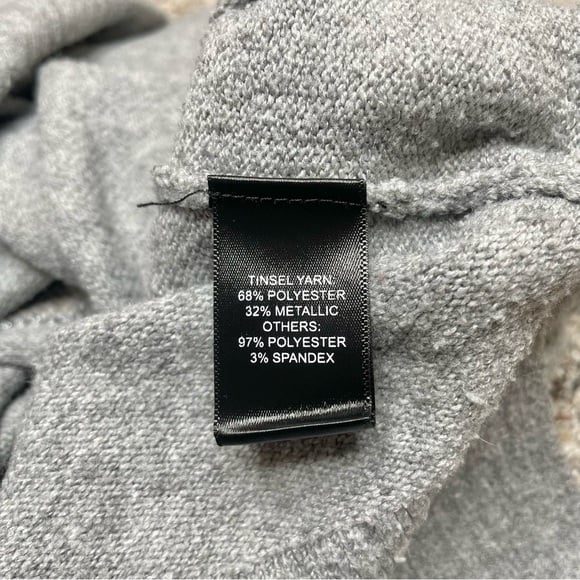 TINSEL YARN:
68% POLYESTER
32% METALLIC
OTHERS:
97% POLYESTER
3% SPANDEX